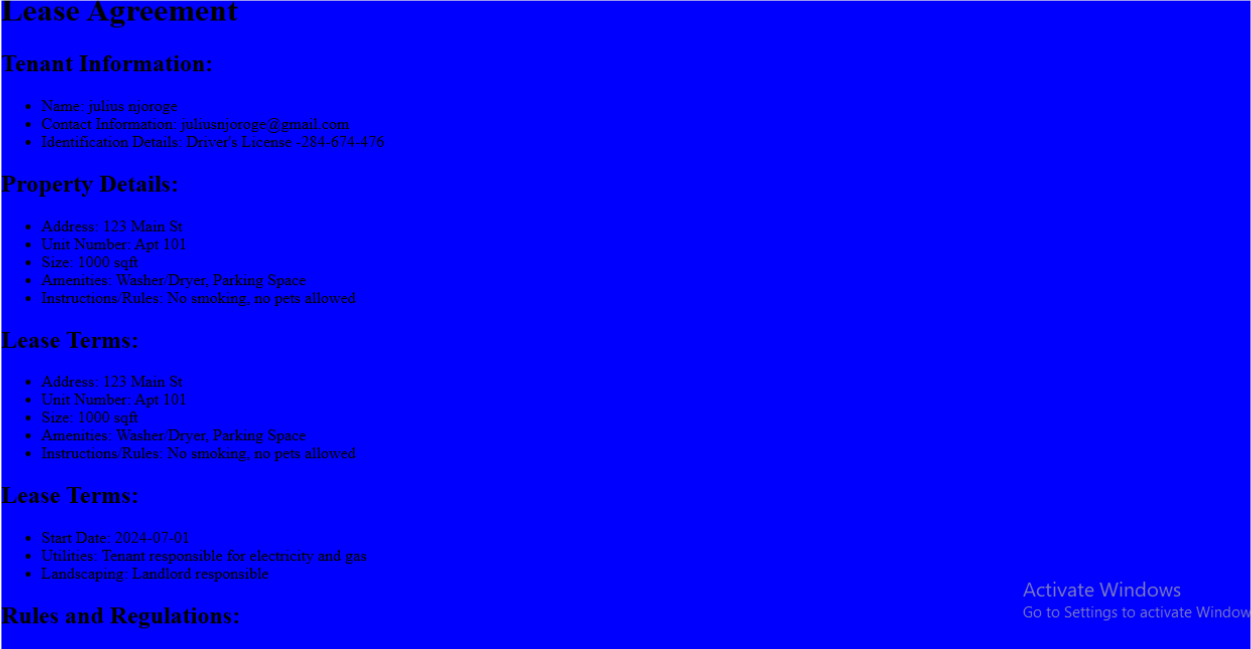 Lease Agreement
Tenant Information:
Name: julius njoroge
Contact Information: juliusnjoroge@gmail.com
Identification Details: Driver's License -284-674-476
Property Details:
Address: 123 Main St
Unit Number: Apt 101
Size: 1000 sqft
Amenities: Washer/Dryer, Parking Space
Instructions/Rules: No smoking, no pets allowed
Lease Terms:
Address: 123 Main St
Unit Number: Apt 101
Size: 1000 sqft
Amenities: Washer/Dryer, Parking Space
Instructions/Rules: No smoking, no pets allowed
Lease Terms:
Start Date: 2024-07-01
Utilities: Tenant responsible for electricity and gas
Landscaping: Landlord responsible
Rules and Regulations:
Activate Windows
Go to Settings to activate Window